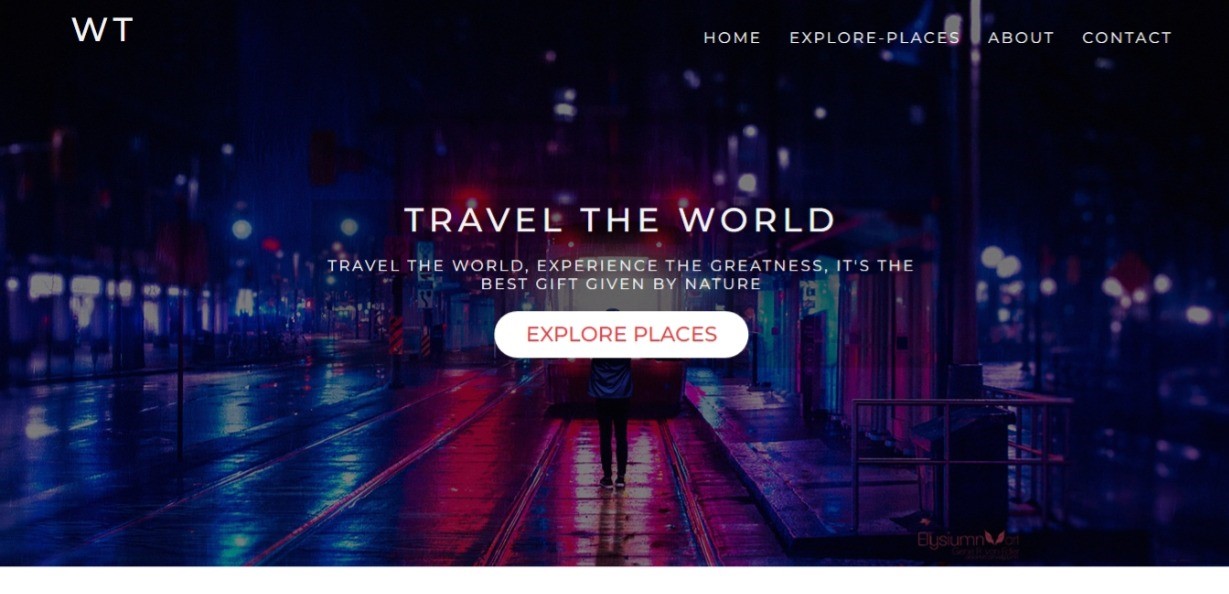 WT
HOME EXPLORE-PLACES ABOUT CONTACT
TRAVEL THE WORLD
TRAVEL THE WORLD, EXPERIENCE THE GREATNESS, IT'S THE
BEST GIFT GIVEN BY NATURE
EXPLORE PLACES
Elysiumn